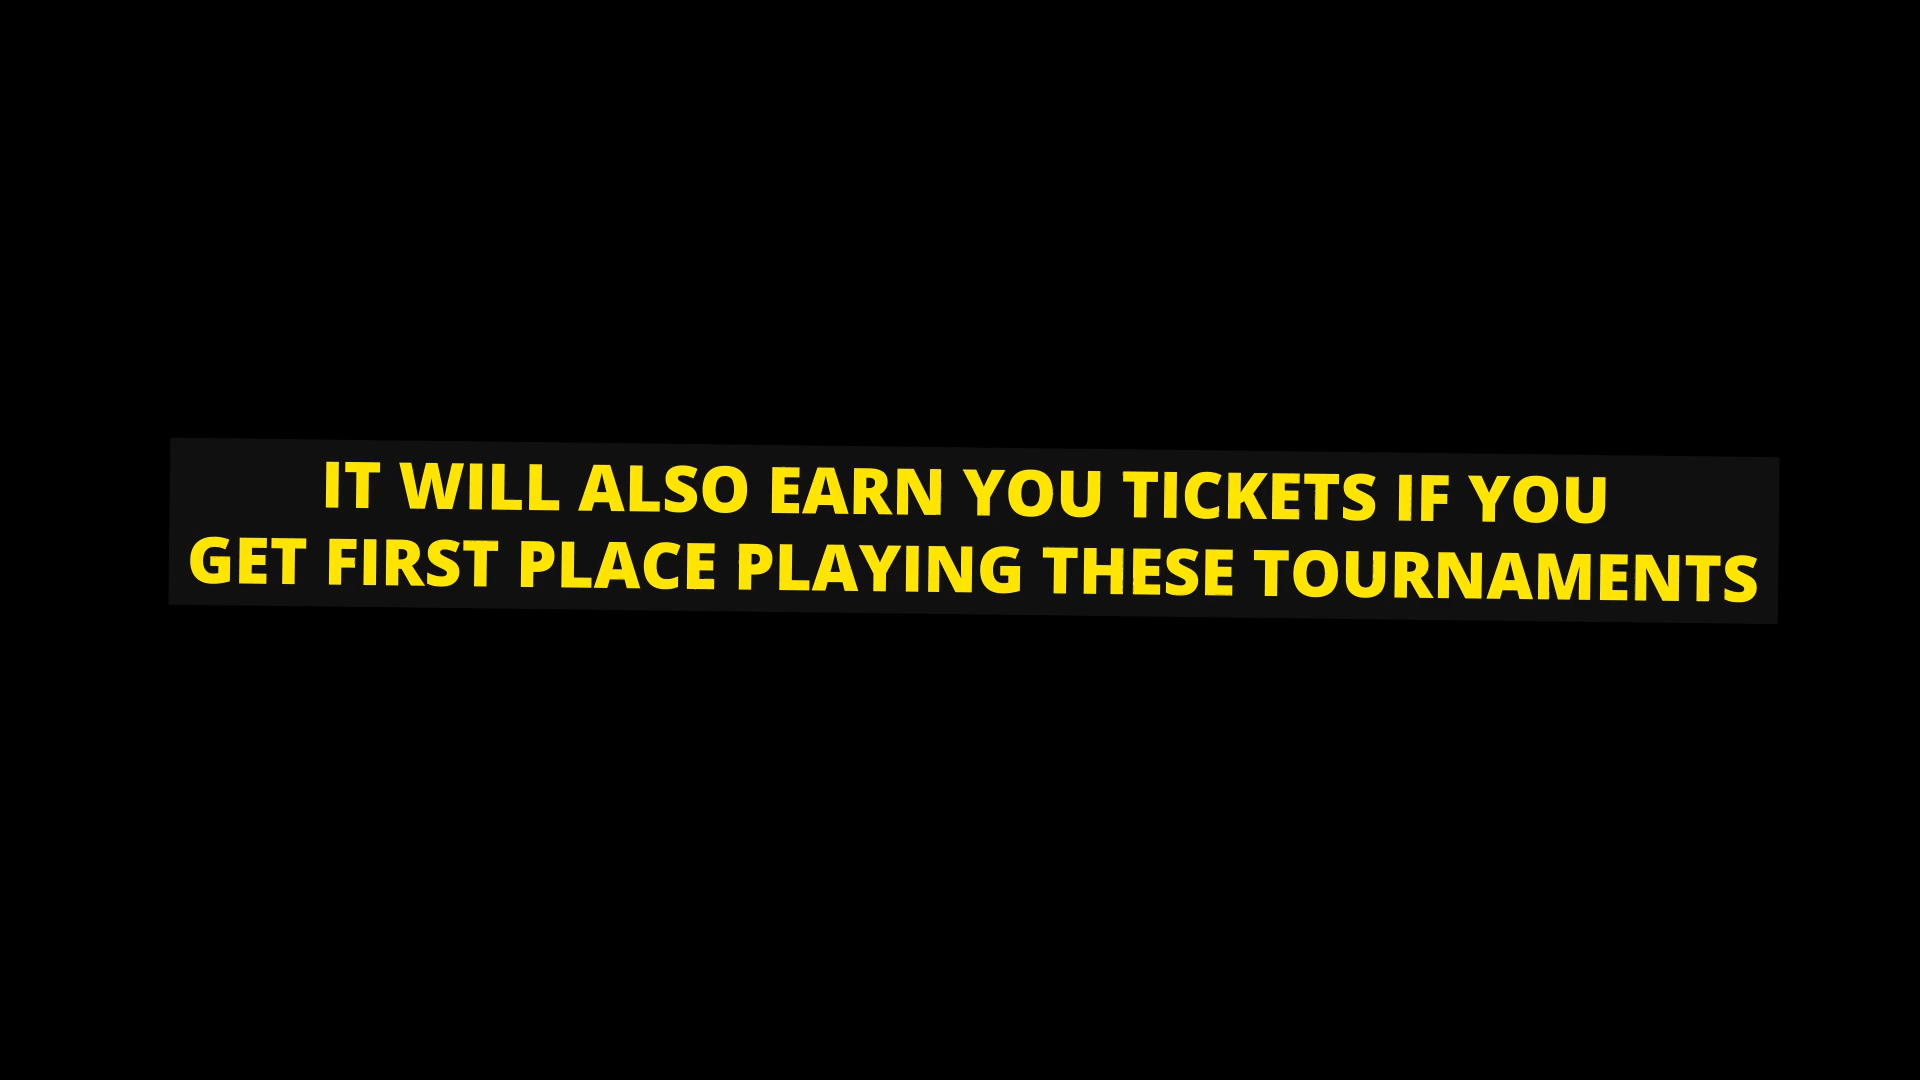 IT WILL ALSO EARN YOU TICKETS IF YOU
GET FIRST PLACE PLAYING THESE TOURNAMENTS